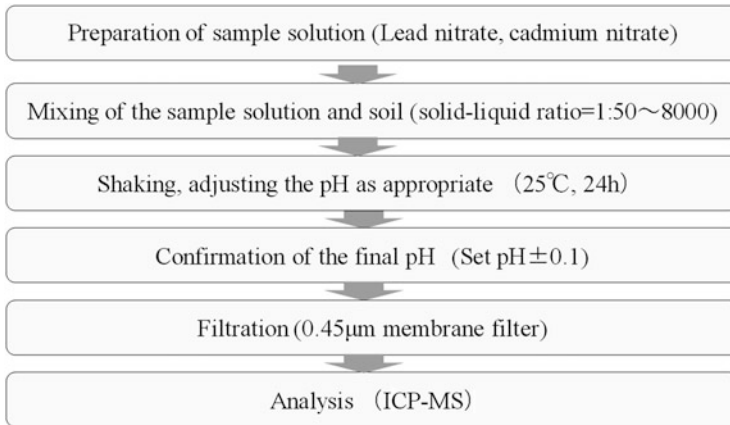 Preparation of sample solution (Lead nitrate, cadmium nitrate)
Mixing of the sample solution and soil (solid-liquid ratio=1:50～8000)
Shaking, adjusting the pH as appropriate （25℃, 24h）
Confirmation of the final pH (Set pH±0.1)
Filtration (0.45μm membrane filter)
Analysis （ICP-MS）